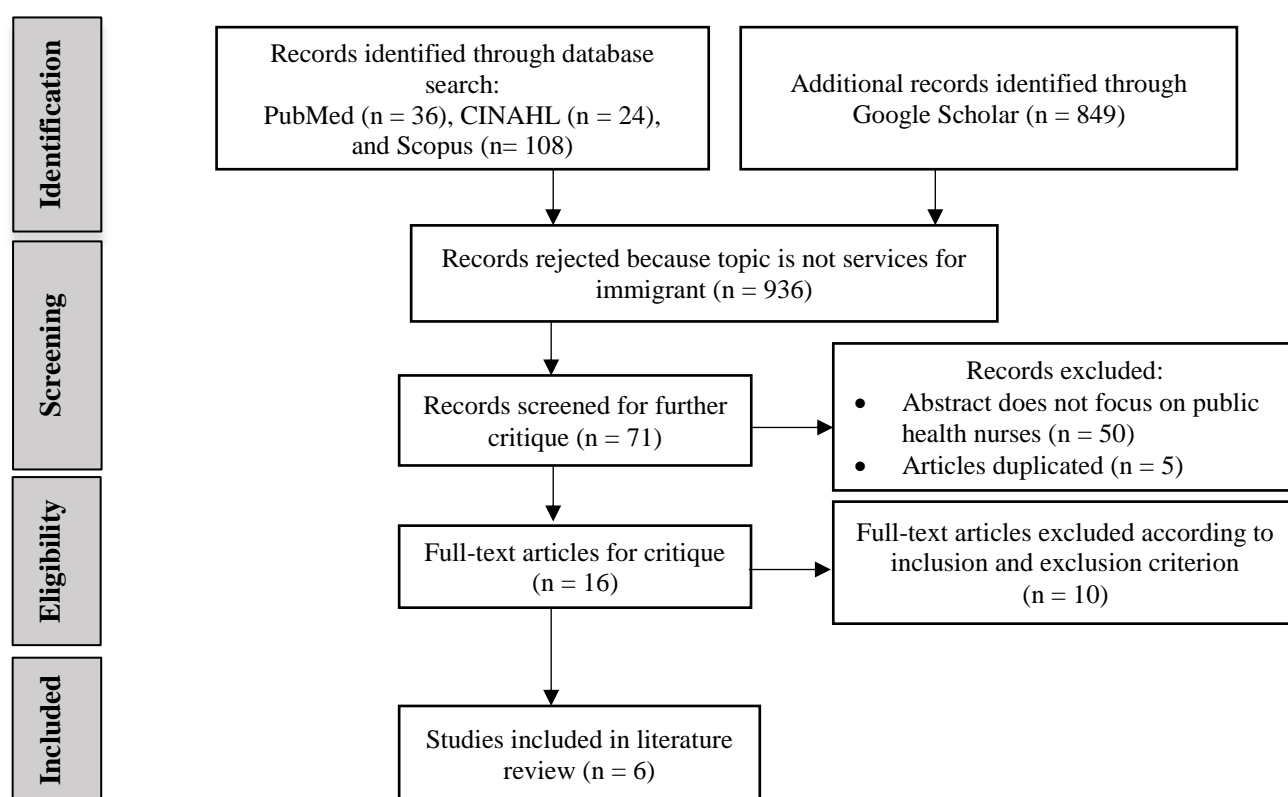 Identification
Records identified through database
search:
PubMed (n = 36), CINAHL (n = 24),
and Scopus (n= 108)
Additional records identified through
Google Scholar (n = 849)
Screening
Records rejected because topic is not services for
immigrant (n = 936)
Records screened for further
critique (n = 71)
Records excluded:
• Abstract does not focus on public
health nurses (n = 50)
• Articles duplicated (n = 5)
Eligibility
Full-text articles for critique
(n = 16)
Full-text articles excluded according to
inclusion and exclusion criterion
(n = 10)
Included
Studies included in literature
review (n = 6)